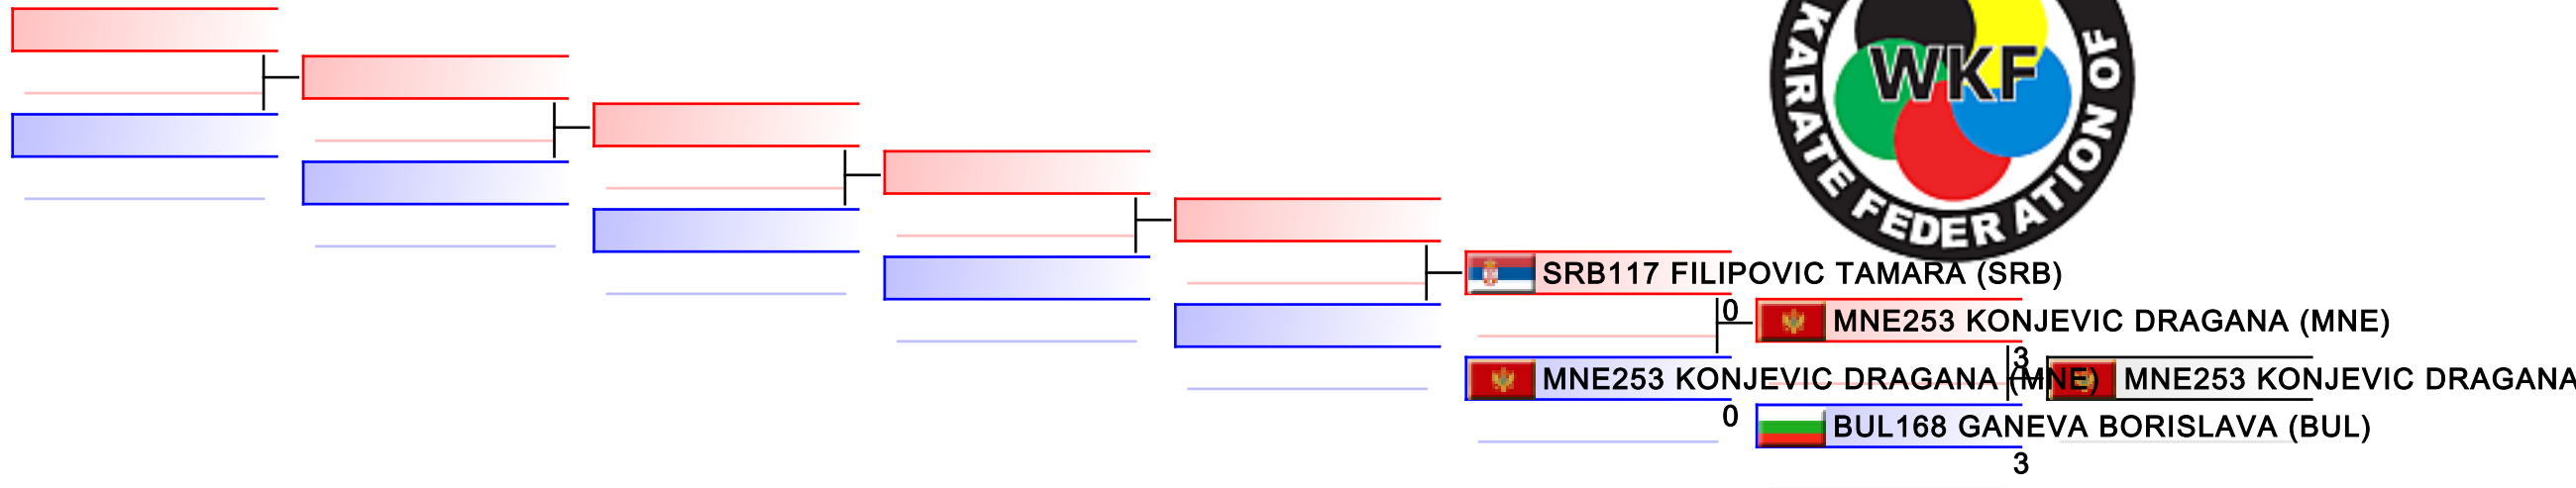 KARATE FEDERATION OF
WKF
SRB117 FILIPOVIC TAMARA (SRB)
0
MNE253 KONJEVIC DRAGANA (MNE)
3
MNE253 KONJEVIC DRAGANA (MNE)
MNE253 KONJEVIC DRAGANA
0
BUL168 GANEVA BORISLAVA (BUL)
3